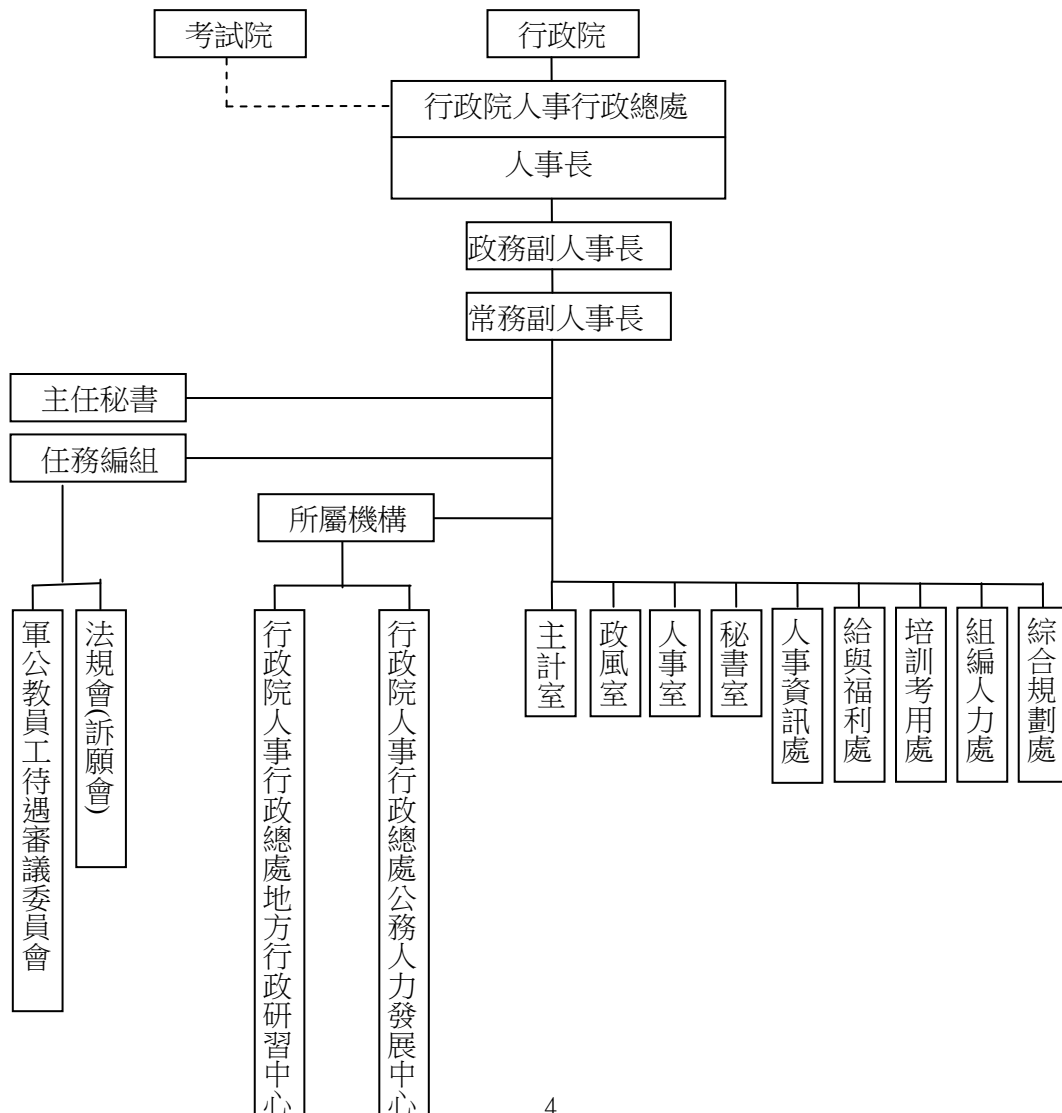 二、組織成員：
考試院
行政院
行政院人事行政總處
人事長
政務副人事長
常務副人事長
主任秘書
任務編組
所屬機構
軍公教員工待遇審議委員會
法規會(訴願會)
行政院人事行政總處地方行政研習中心
行政院人事行政總處公務人力發展中心
主計室
政風室
人事室
秘書室
人事資訊處
給與福利處
培訓考用處
組編人力處
綜合規劃處
4